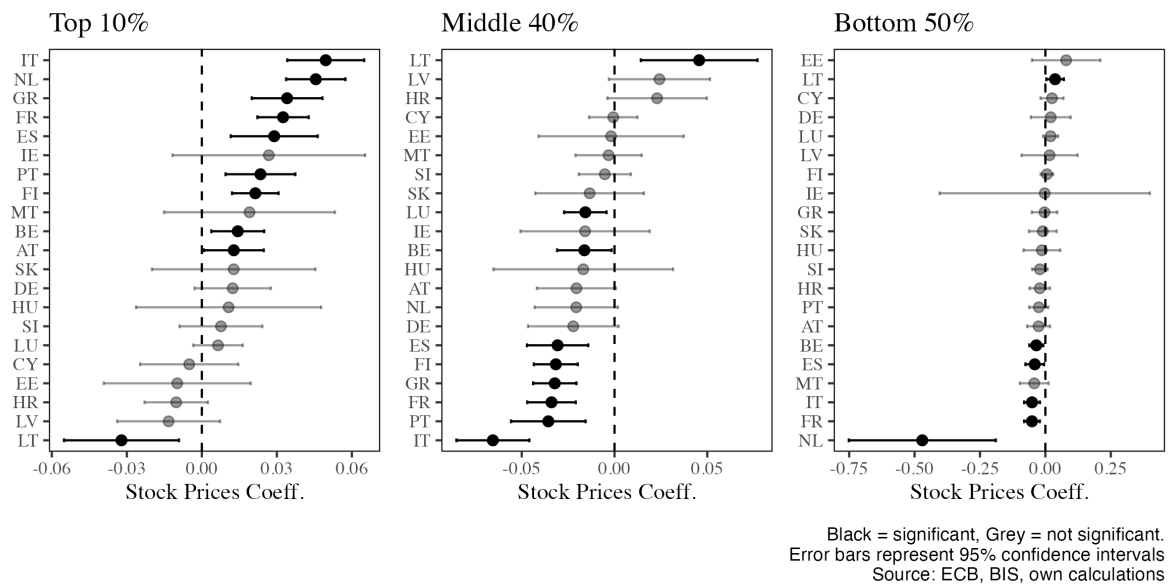 Top 10%
IT
NL
GR
FR
ES
IE
PT
FI
MT
BE
AT
SK
DE
HU
SI
LU
CY
EE
HR
LV
LT
-0.06 -0.03 0.00 0.03 0.06
Stock Prices Coeff.
Middle 40%
LT
LV
HR
CY
EE
MT
SI
SK
LU
IE
BE
HU
AT
NL
DE
ES
FI
GR
FR
PT
IT
-0.05 0.00 0.05
Stock Prices Coeff.
Bottom 50%
EE
LT
CY
DE
LU
LV
FI
IE
GR
SK
HU
SI
HR
PT
AT
BE
ES
MT
IT
FR
NL
-0.75 -0.50 -0.25 0.00 0.25
Stock Prices Coeff.
Black = significant, Grey = not significant.
Error bars represent 95% confidence intervals
Source: ECB, BIS, own calculations